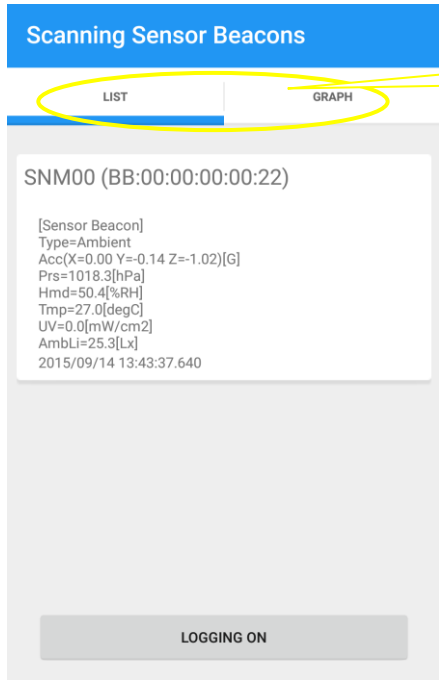 Scanning Sensor Beacons
LIST GRAPH
SNM00 (BB:00:00:00:00:22)
[Sensor Beacon]
Type=Ambient
Acc(X=0.00 Y=-0.14 Z=-1.02)[G]
Prs=1018.3[hPa]
Hmd=50.4[%RH]
Tmp=27.0[degC]
UV=0.0[mW/cm2]
AmbLi=25.3[Lx]
2015/09/14 13:43:37.640
LOGGING ON